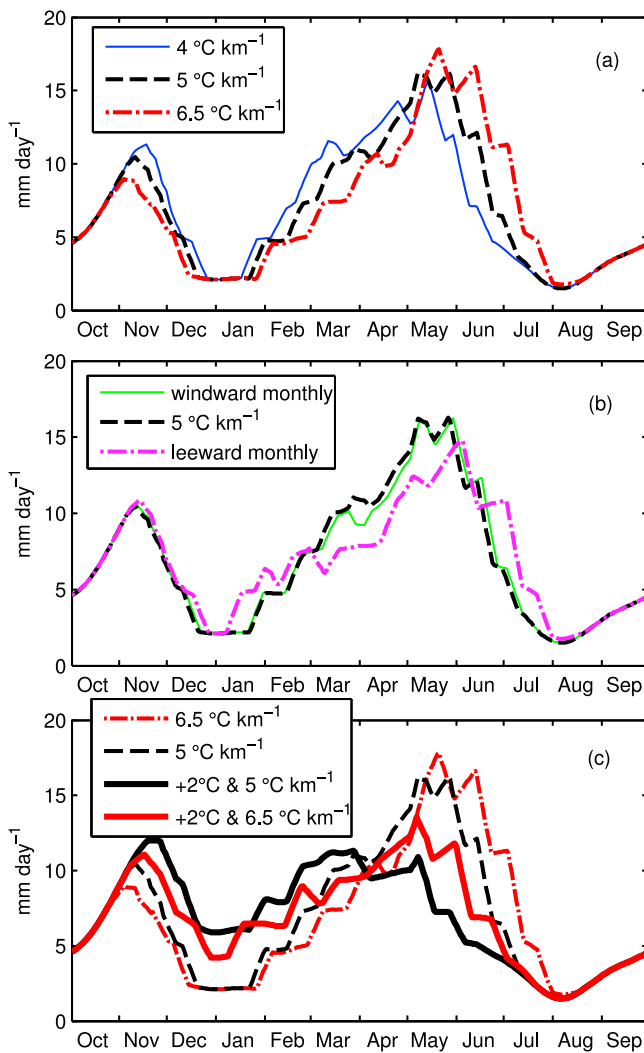 20
15
10
5
0
mm day⁻¹
4 °C km⁻¹
5 °C km⁻¹
6.5 °C km⁻¹
(a)
Oct Nov Dec Jan Feb Mar Apr May Jun Jul Aug Sep
20
15
10
5
0
mm day⁻¹
windward monthly
5 °C km⁻¹
leeward monthly
(b)
Oct Nov Dec Jan Feb Mar Apr May Jun Jul Aug Sep
20
15
10
5
0
mm day⁻¹
6.5 °C km⁻¹
5 °C km⁻¹
+2°C & 5 °C km⁻¹
+2°C & 6.5 °C km⁻¹
(c)
Oct Nov Dec Jan Feb Mar Apr May Jun Jul Aug Sep